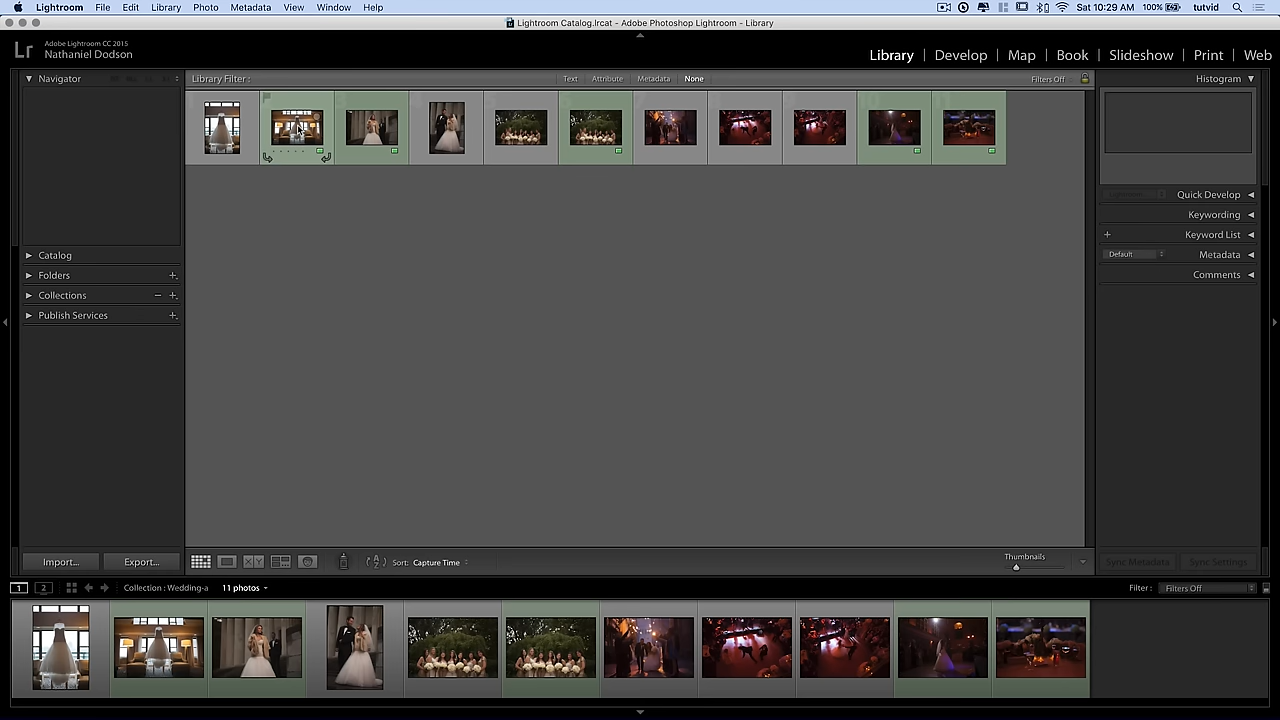 Lightroom File Edit Library Photo Metadata View Window Help Sat 10:29 AM 100% tutvid
Lightroom Catalog.lrcat - Adobe Photoshop Lightroom - Library
Lr Adobe Lightroom CC 2015
Nathaniel Dodson
Library | Develop | Map | Book | Slideshow | Print | Web
Navigator
Library Filter :
Text Attribute Metadata None
Filters Off
Histogram
Quick Develop
Keywording
Keyword List
Default
Metadata
Comments
Catalog
Folders
Collections
Publish Services
Import...
Export...
XY
Sort: Capture Time
Thumbnails
Sync Metadata
Sync Settings
1 2
Collection : Wedding-a
11 photos
Filter :
Filters Off